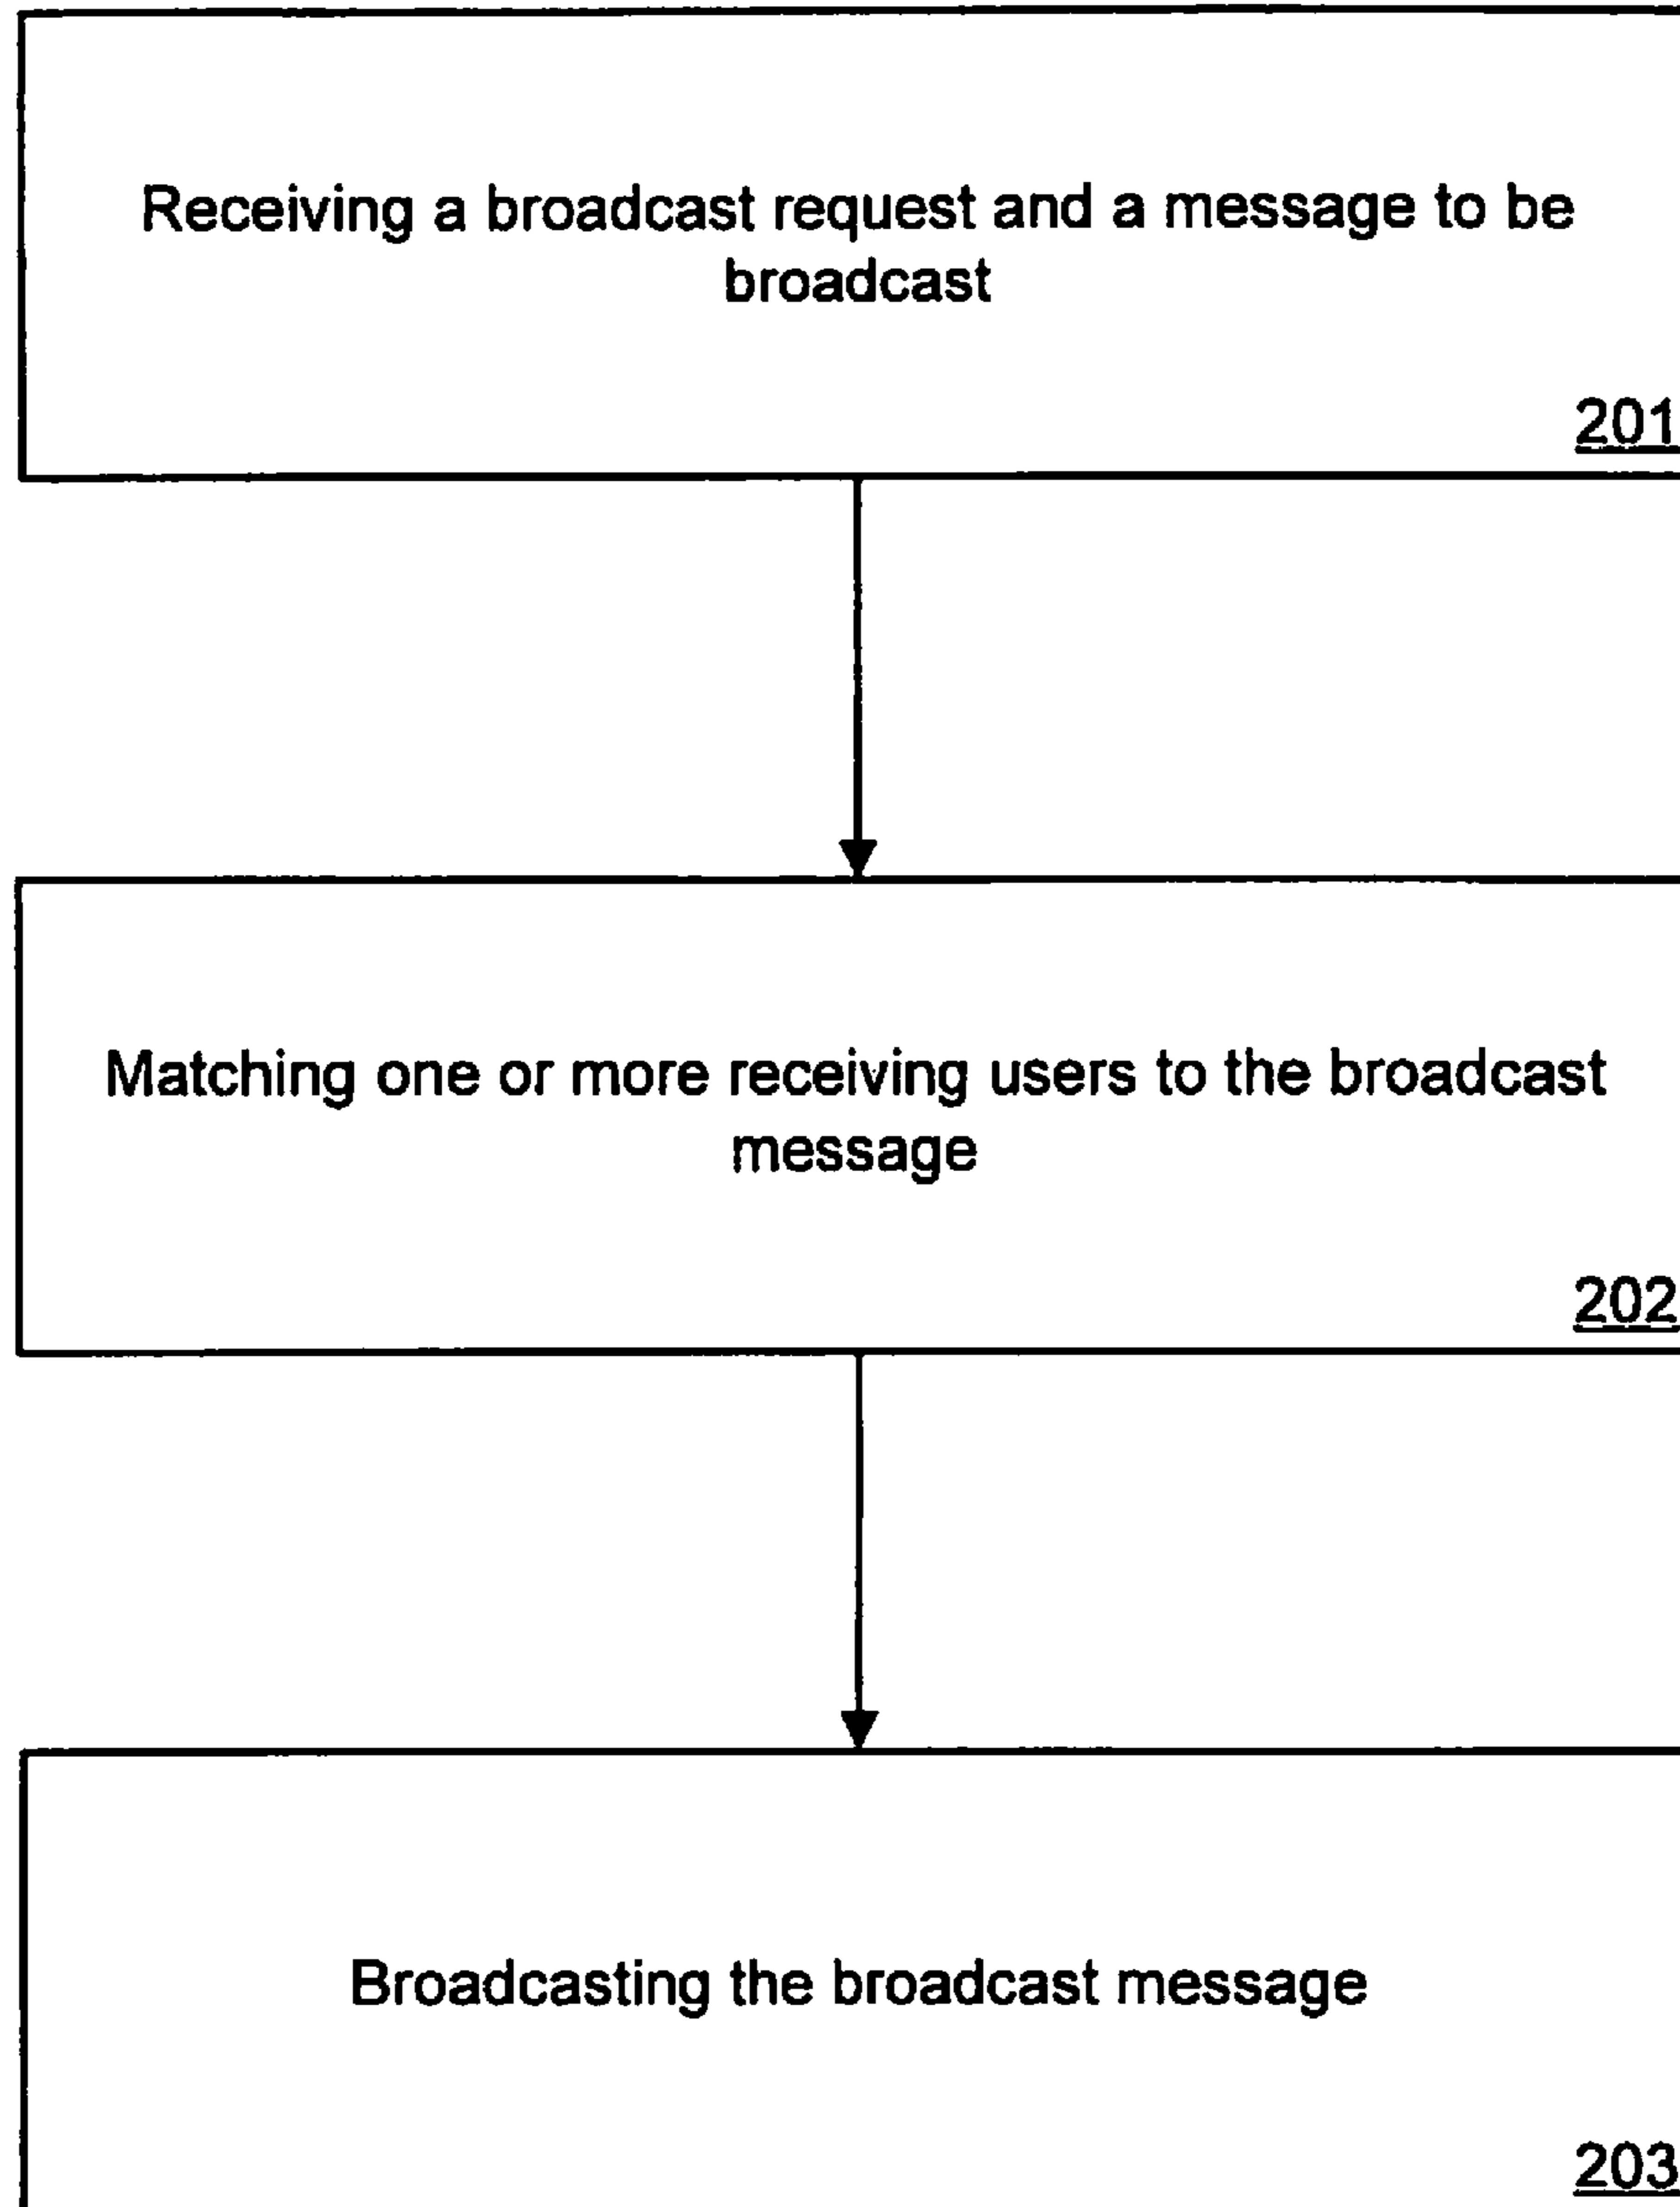 Receiving a broadcast request and a message to be
broadcast
201
Matching one or more receiving users to the broadcast
message
202
Broadcasting the broadcast message
203